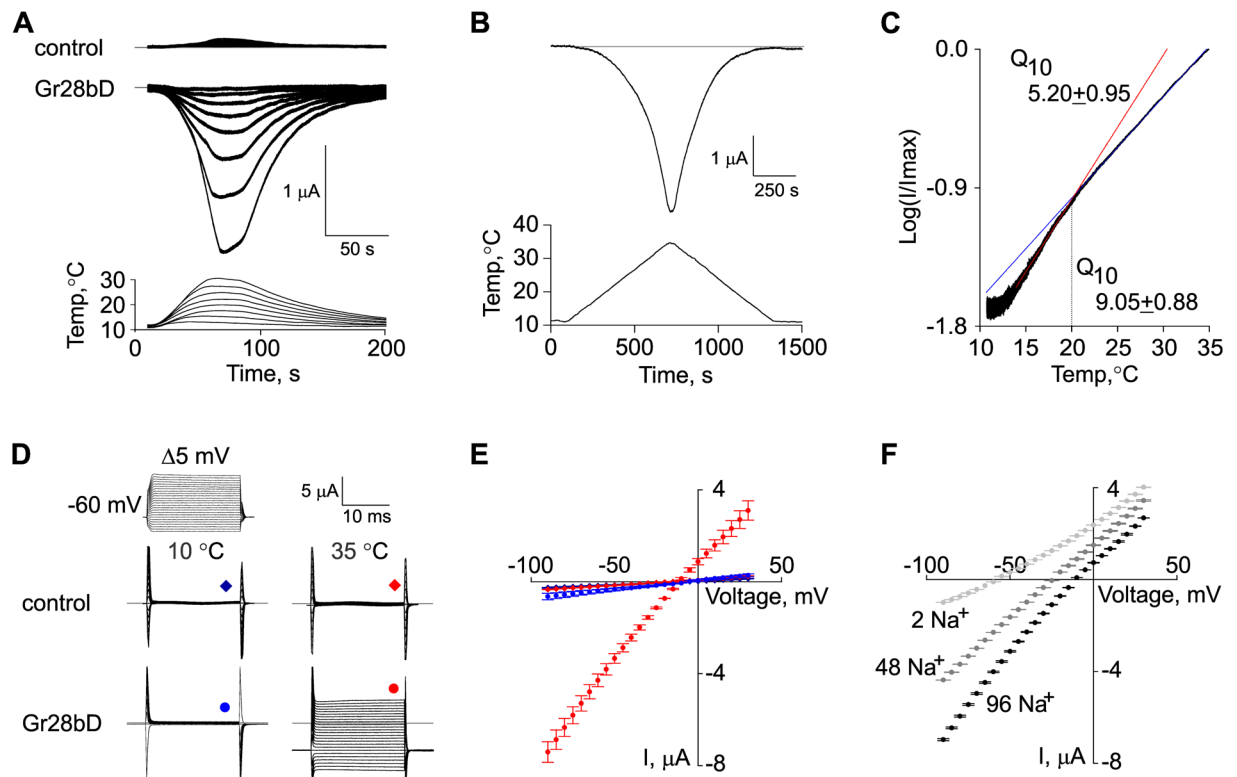 A
control
Gr28bD
1 μA
50 s
Temp,°C
30
20
10
0
100
200
Time, s
B
1 μA
250 s
Temp,°C
40
30
20
10
0
500
1000
1500
Time, s
C
Log(I/Imax)
0.0
-0.9
-1.8
Q10
5.20±0.95
Q10
9.05±0.88
10
15
20
25
30
35
Temp,°C
D
Δ5 mV
-60 mV
5 μA
10 ms
10 °C
35 °C
control
Gr28bD
E
4
-100
-50
50
Voltage, mV
-4
I, μA
-8
F
4
-100
-50
50
Voltage, mV
2 Na+
48 Na+
-4
96 Na+
I, μA
-8